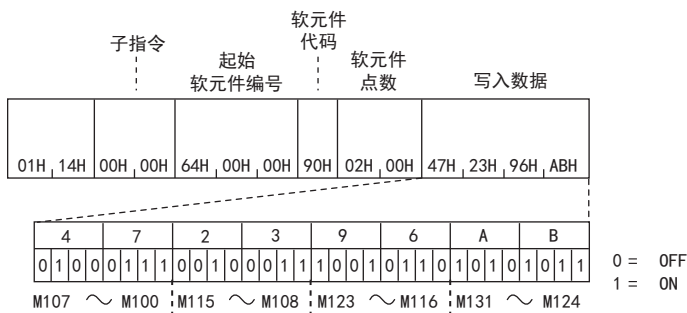 软元件
子指令 代码
起始 软元件
软元件编号 点数 写入数据
01H 14H 00H 00H 64H 00H 00H 90H 02H 00H 47H 23H 96H ABH
4 7 2 3 9 6 A B
0 1 0 0 0 1 1 1 0 0 1 0 0 0 1 1 1 0 0 1 0 1 1 0 1 0 1 0 1 0 1 1 0 = OFF
1 = ON
M107 ～ M100 M115 ～ M108 M123 ～ M116 M131 ～ M124